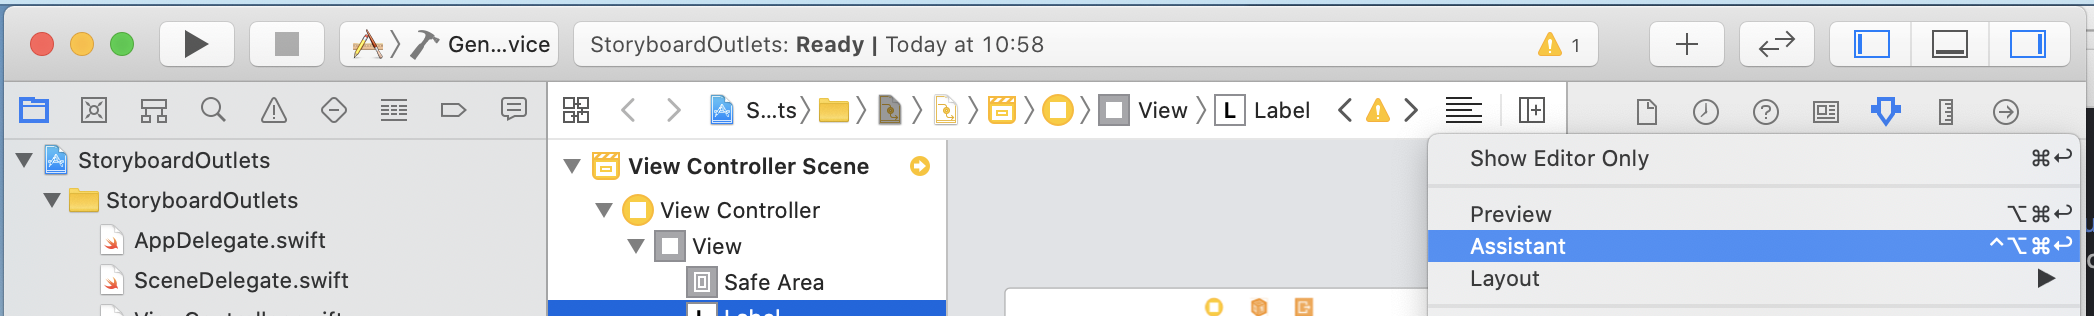 Gen...vice
StoryboardOutlets: Ready | Today at 10:58
1
S...ts
View
L Label
StoryboardOutlets
StoryboardOutlets
AppDelegate.swift
SceneDelegate.swift
View Controller Scene
View Controller
View
Safe Area
Label
Show Editor Only ⌘↩
Preview ⌥⌘↩
Assistant ^⌥⌘↩
Layout ▶